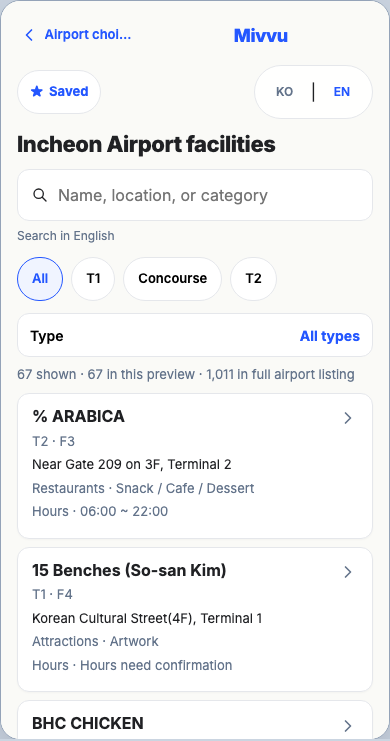 Airport choi...
Mivvu
Saved
KO | EN
Incheon Airport facilities
Name, location, or category
Search in English
All T1 Concourse T2
Type All types
67 shown · 67 in this preview · 1,011 in full airport listing
% ARABICA
T2 · F3
Near Gate 209 on 3F, Terminal 2
Restaurants · Snack / Cafe / Dessert
Hours · 06:00 ~ 22:00
15 Benches (So-san Kim)
T1 · F4
Korean Cultural Street(4F), Terminal 1
Attractions · Artwork
Hours · Hours need confirmation
BHC CHICKEN